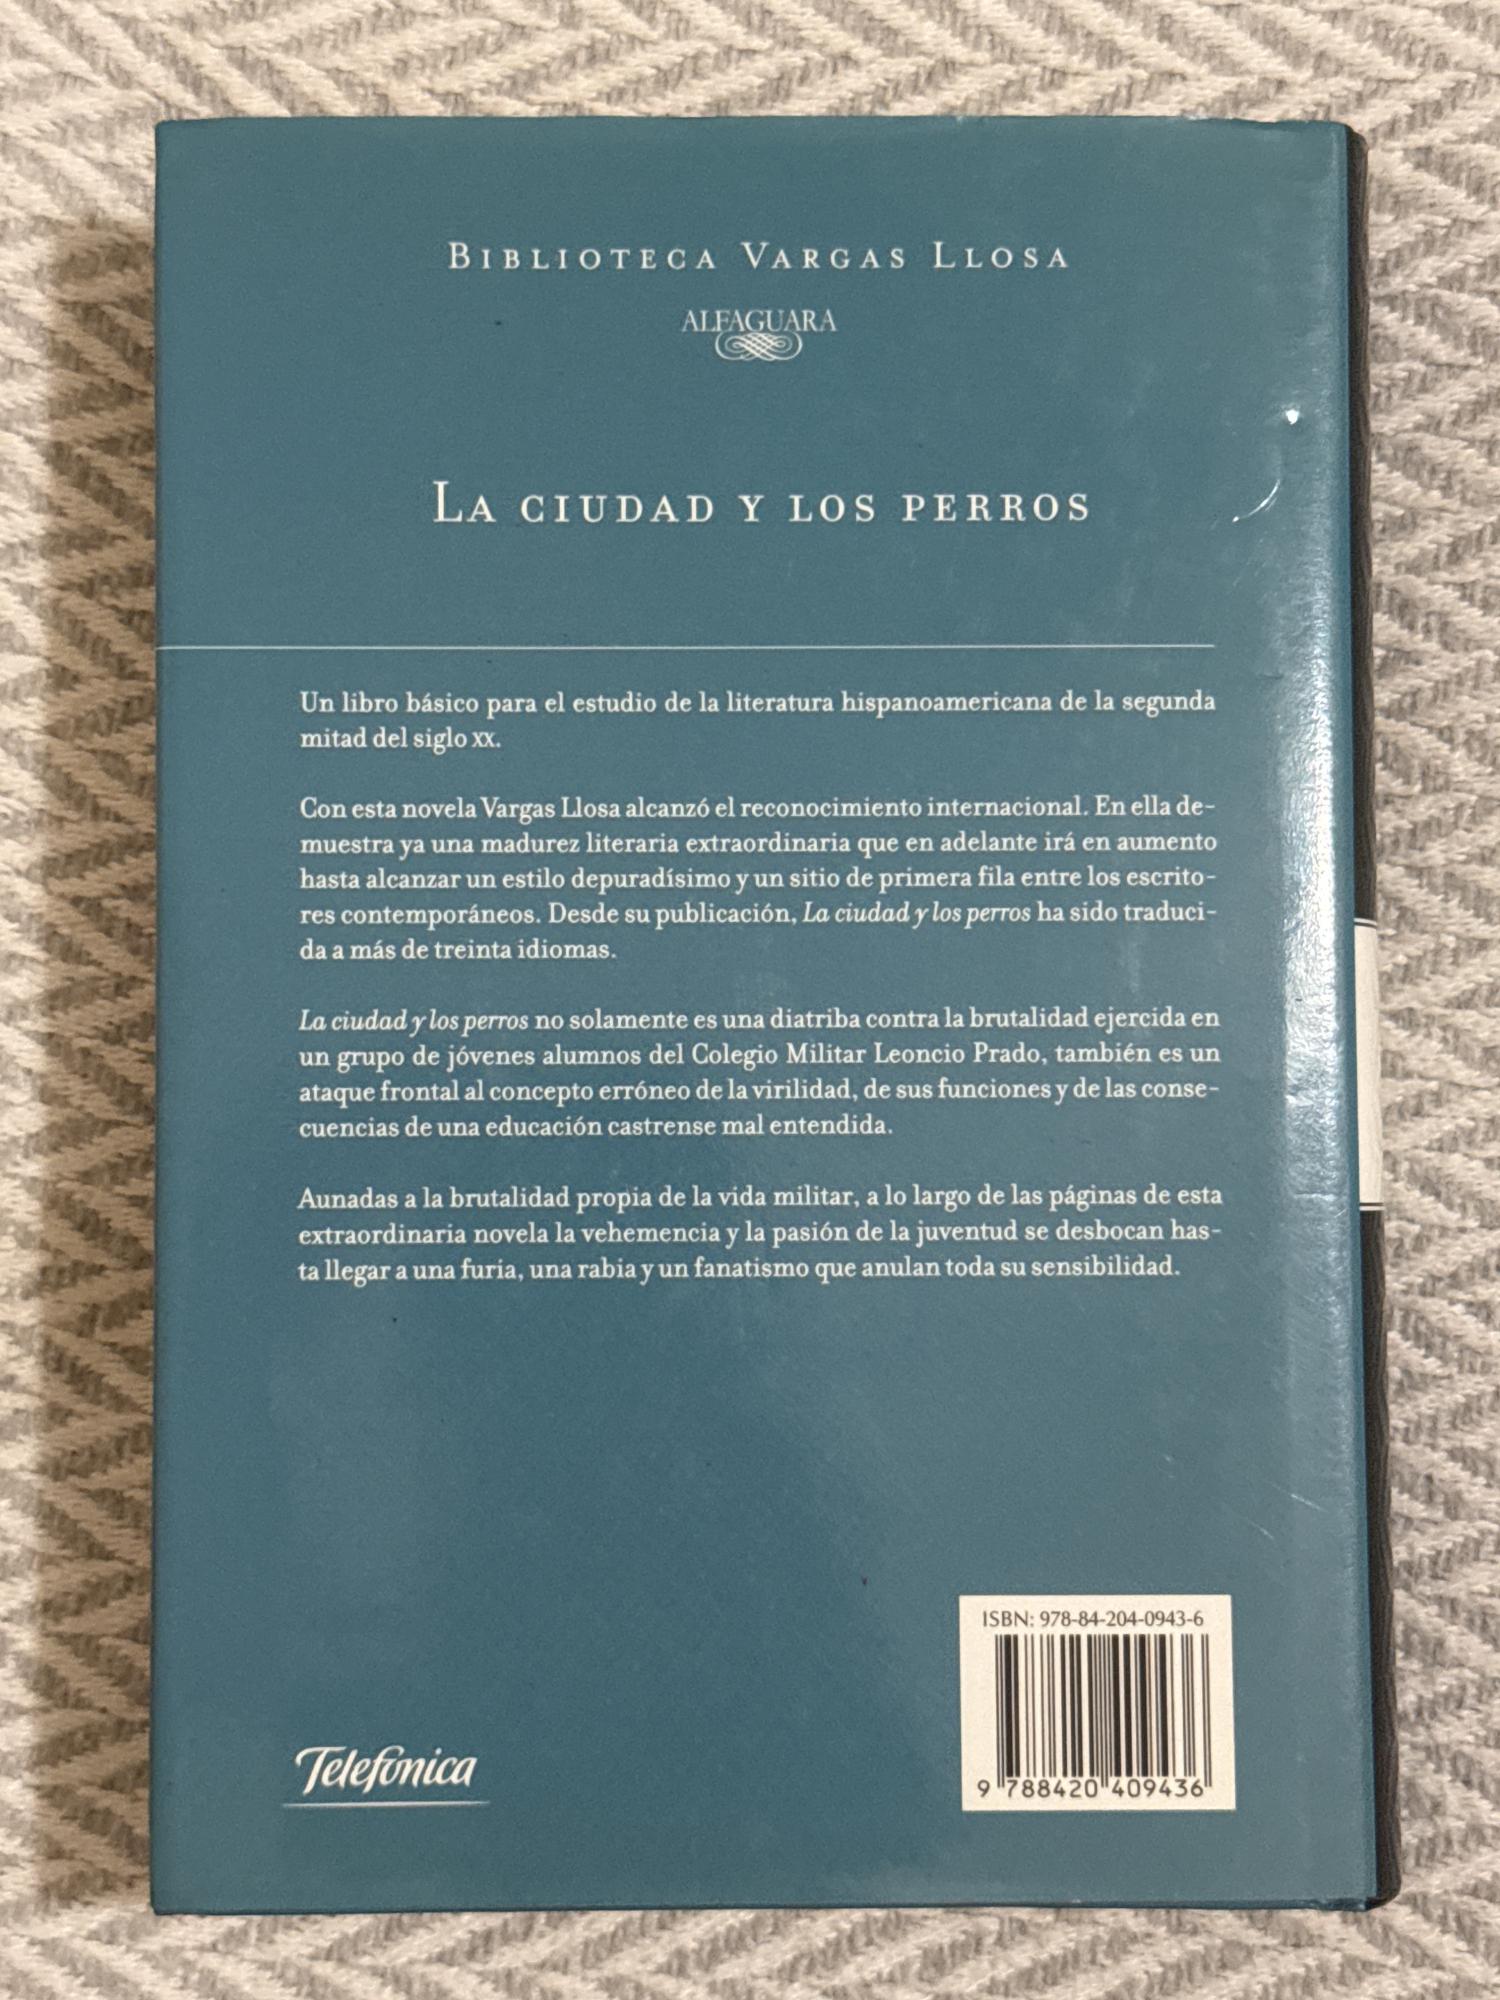 BIBLIOTECA VARGAS LLOSA
ALFAGUARA
LA CIUDAD Y LOS PERROS
Un libro básico para el estudio de la literatura hispanoamericana de la segunda
mitad del siglo XX.
Con esta novela Vargas Llosa alcanzó el reconocimiento internacional. En ella de-
muestra ya una madurez literaria extraordinaria que en adelante irá en aumento
hasta alcanzar un estilo depuradísimo y un sitio de primera fila entre los escrito-
res contemporáneos. Desde su publicación, La ciudad y los perros ha sido traduci-
da a más de treinta idiomas.
La ciudad y los perros no solamente es una diatriba contra la brutalidad ejercida en
un grupo de jóvenes alumnos del Colegio Militar Leoncio Prado, también es un
ataque frontal al concepto erróneo de la virilidad, de sus funciones y de las conse-
cuencias de una educación castrense mal entendida.
Aunadas a la brutalidad propia de la vida militar, a lo largo de las páginas de esta
extraordinaria novela la vehemencia y la pasión de la juventud se desbocan has-
ta llegar a una furia, una rabia y un fanatismo que anulan toda su sensibilidad.
ISBN: 978-84-204-0943-6
9 788420 409436
Telefónica